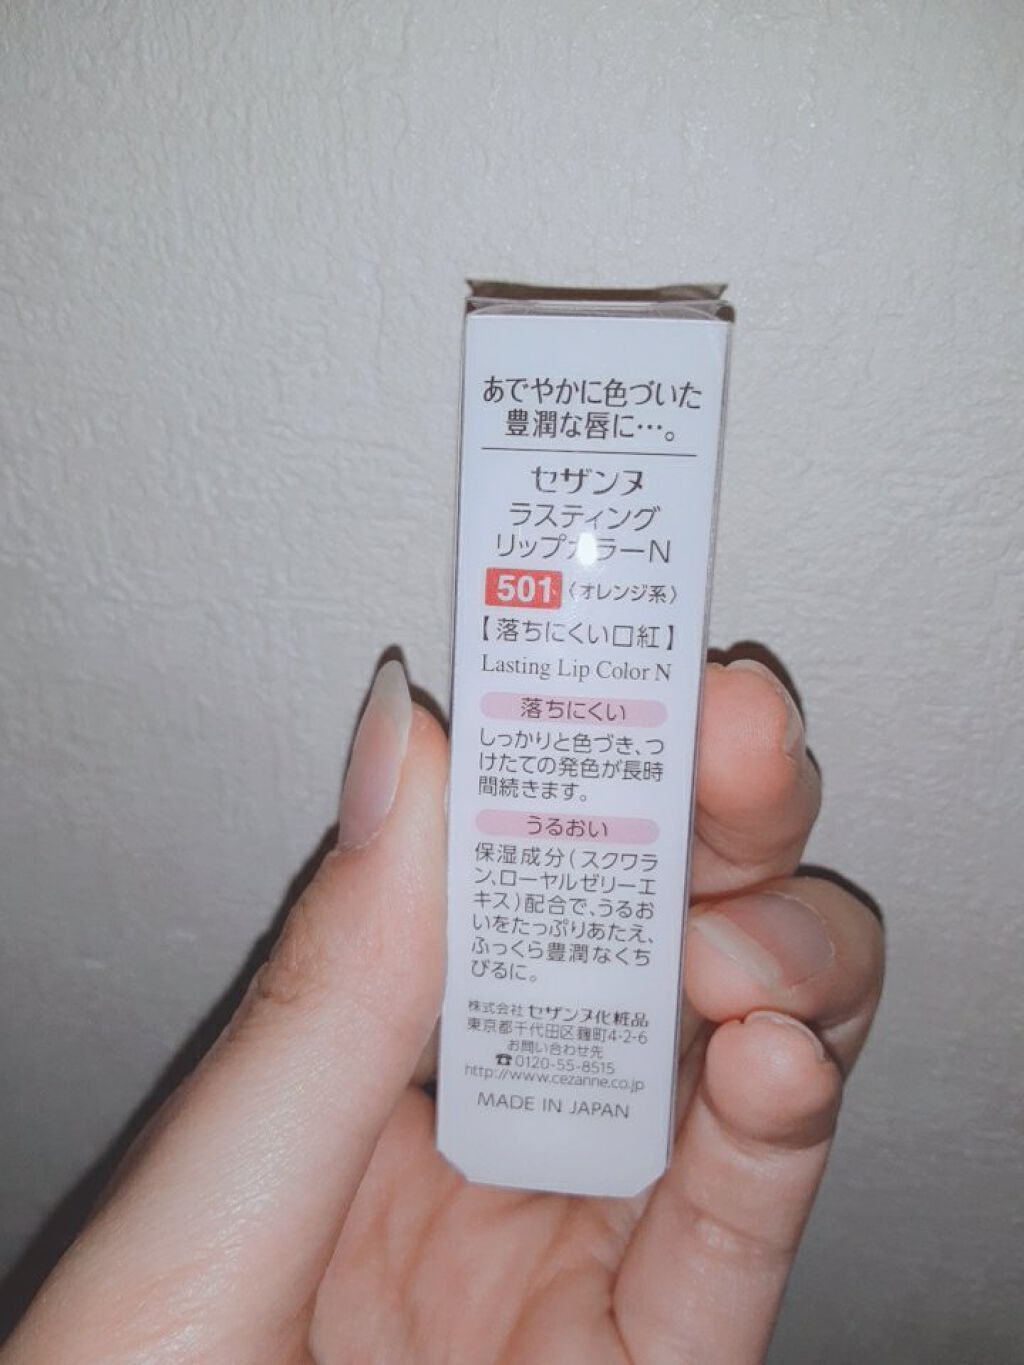 あでやかに色づいた
豊潤な唇に…。
セザンヌ
ラスティング
リップカラーN
501〈オレンジ系〉
【落ちにくい口紅】
Lasting Lip Color N
落ちにくい
しっかりと色づき、つ
けたての発色が長時
間続きます。
うるおい
保湿成分(スクワラ
ン、ローヤルゼリーエ
キス)配合で、うるお
いをたっぷりあたえ、
ふっくら豊潤なくち
びるに。
株式会社 セザンヌ化粧品
東京都千代田区麹町4-2-6
お問い合わせ先
☎0120-55-8515
http://www.cezanne.co.jp
MADE IN JAPAN